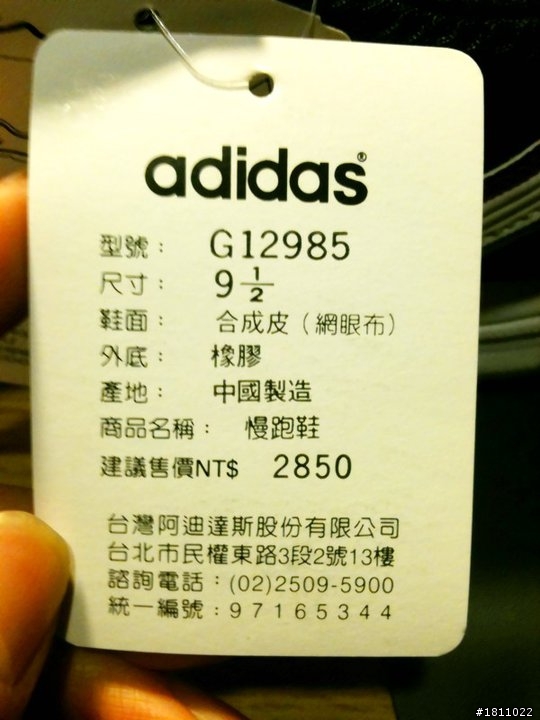 adidas®
型號： G12985
尺寸： 9 1/2
鞋面： 合成皮（網眼布）
外底： 橡膠
產地： 中國製造
商品名稱： 慢跑鞋
建議售價NT$ 2850
台灣阿迪達斯股份有限公司
台北市民權東路3段2號13樓
諮詢電話：(02)2509-5900
統一編號：97165344
#1811022